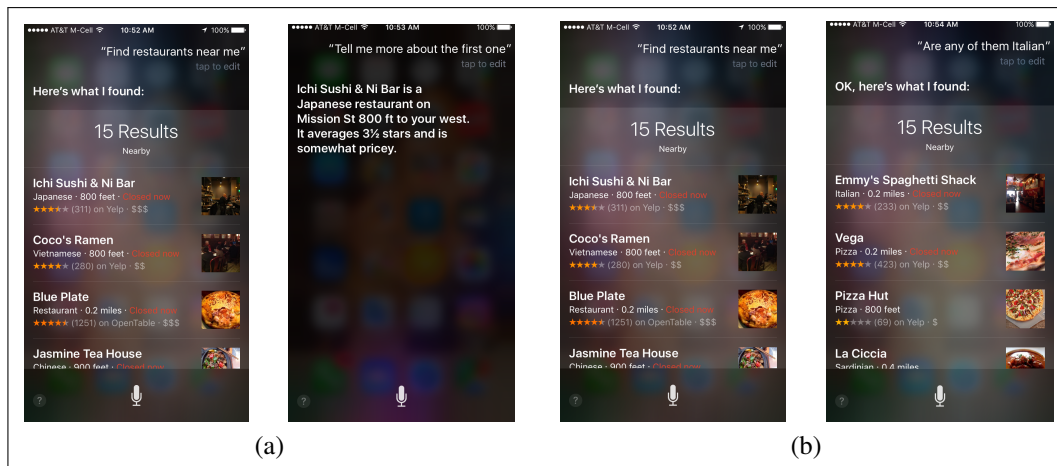 AT&T M-Cell 10:52 AM 100%
“Find restaurants near me”
tap to edit
Here's what I found:
15 Results
Nearby
Ichi Sushi & Ni Bar
Japanese · 800 feet · Closed now
★★★★★ (311) on Yelp · $$$
Coco's Ramen
Vietnamese · 800 feet · Closed now
★★★★★ (280) on Yelp · $$
Blue Plate
Restaurant · 0.2 miles · Closed now
★★★★★ (1251) on OpenTable · $$$
Jasmine Tea House
Chinese · 900 feet · Closed now
?
AT&T M-Cell 10:53 AM 100%
“Tell me more about the first one”
tap to edit
Ichi Sushi & Ni Bar is a
Japanese restaurant on
Mission St 800 ft to your west.
It averages 3½ stars and is
somewhat pricey.
?
(a)
AT&T M-Cell 10:52 AM 100%
“Find restaurants near me”
tap to edit
Here's what I found:
15 Results
Nearby
Ichi Sushi & Ni Bar
Japanese · 800 feet · Closed now
★★★★★ (311) on Yelp · $$$
Coco's Ramen
Vietnamese · 800 feet · Closed now
★★★★★ (280) on Yelp · $$
Blue Plate
Restaurant · 0.2 miles · Closed now
★★★★★ (1251) on OpenTable · $$$
Jasmine Tea House
Chinese · 900 feet · Closed now
?
AT&T M-Cell 10:54 AM 100%
“Are any of them Italian”
tap to edit
OK, here's what I found:
15 Results
Nearby
Emmy's Spaghetti Shack
Italian · 0.2 miles · Closed now
★★★★★ (233) on Yelp · $$
Vega
Pizza · 0.2 miles · Closed now
★★★★★ (423) on Yelp · $$
Pizza Hut
Pizza · 800 feet
★★★★★ (69) on Yelp · $
La Ciccia
Sardinian · 0.4 miles
?
(b)